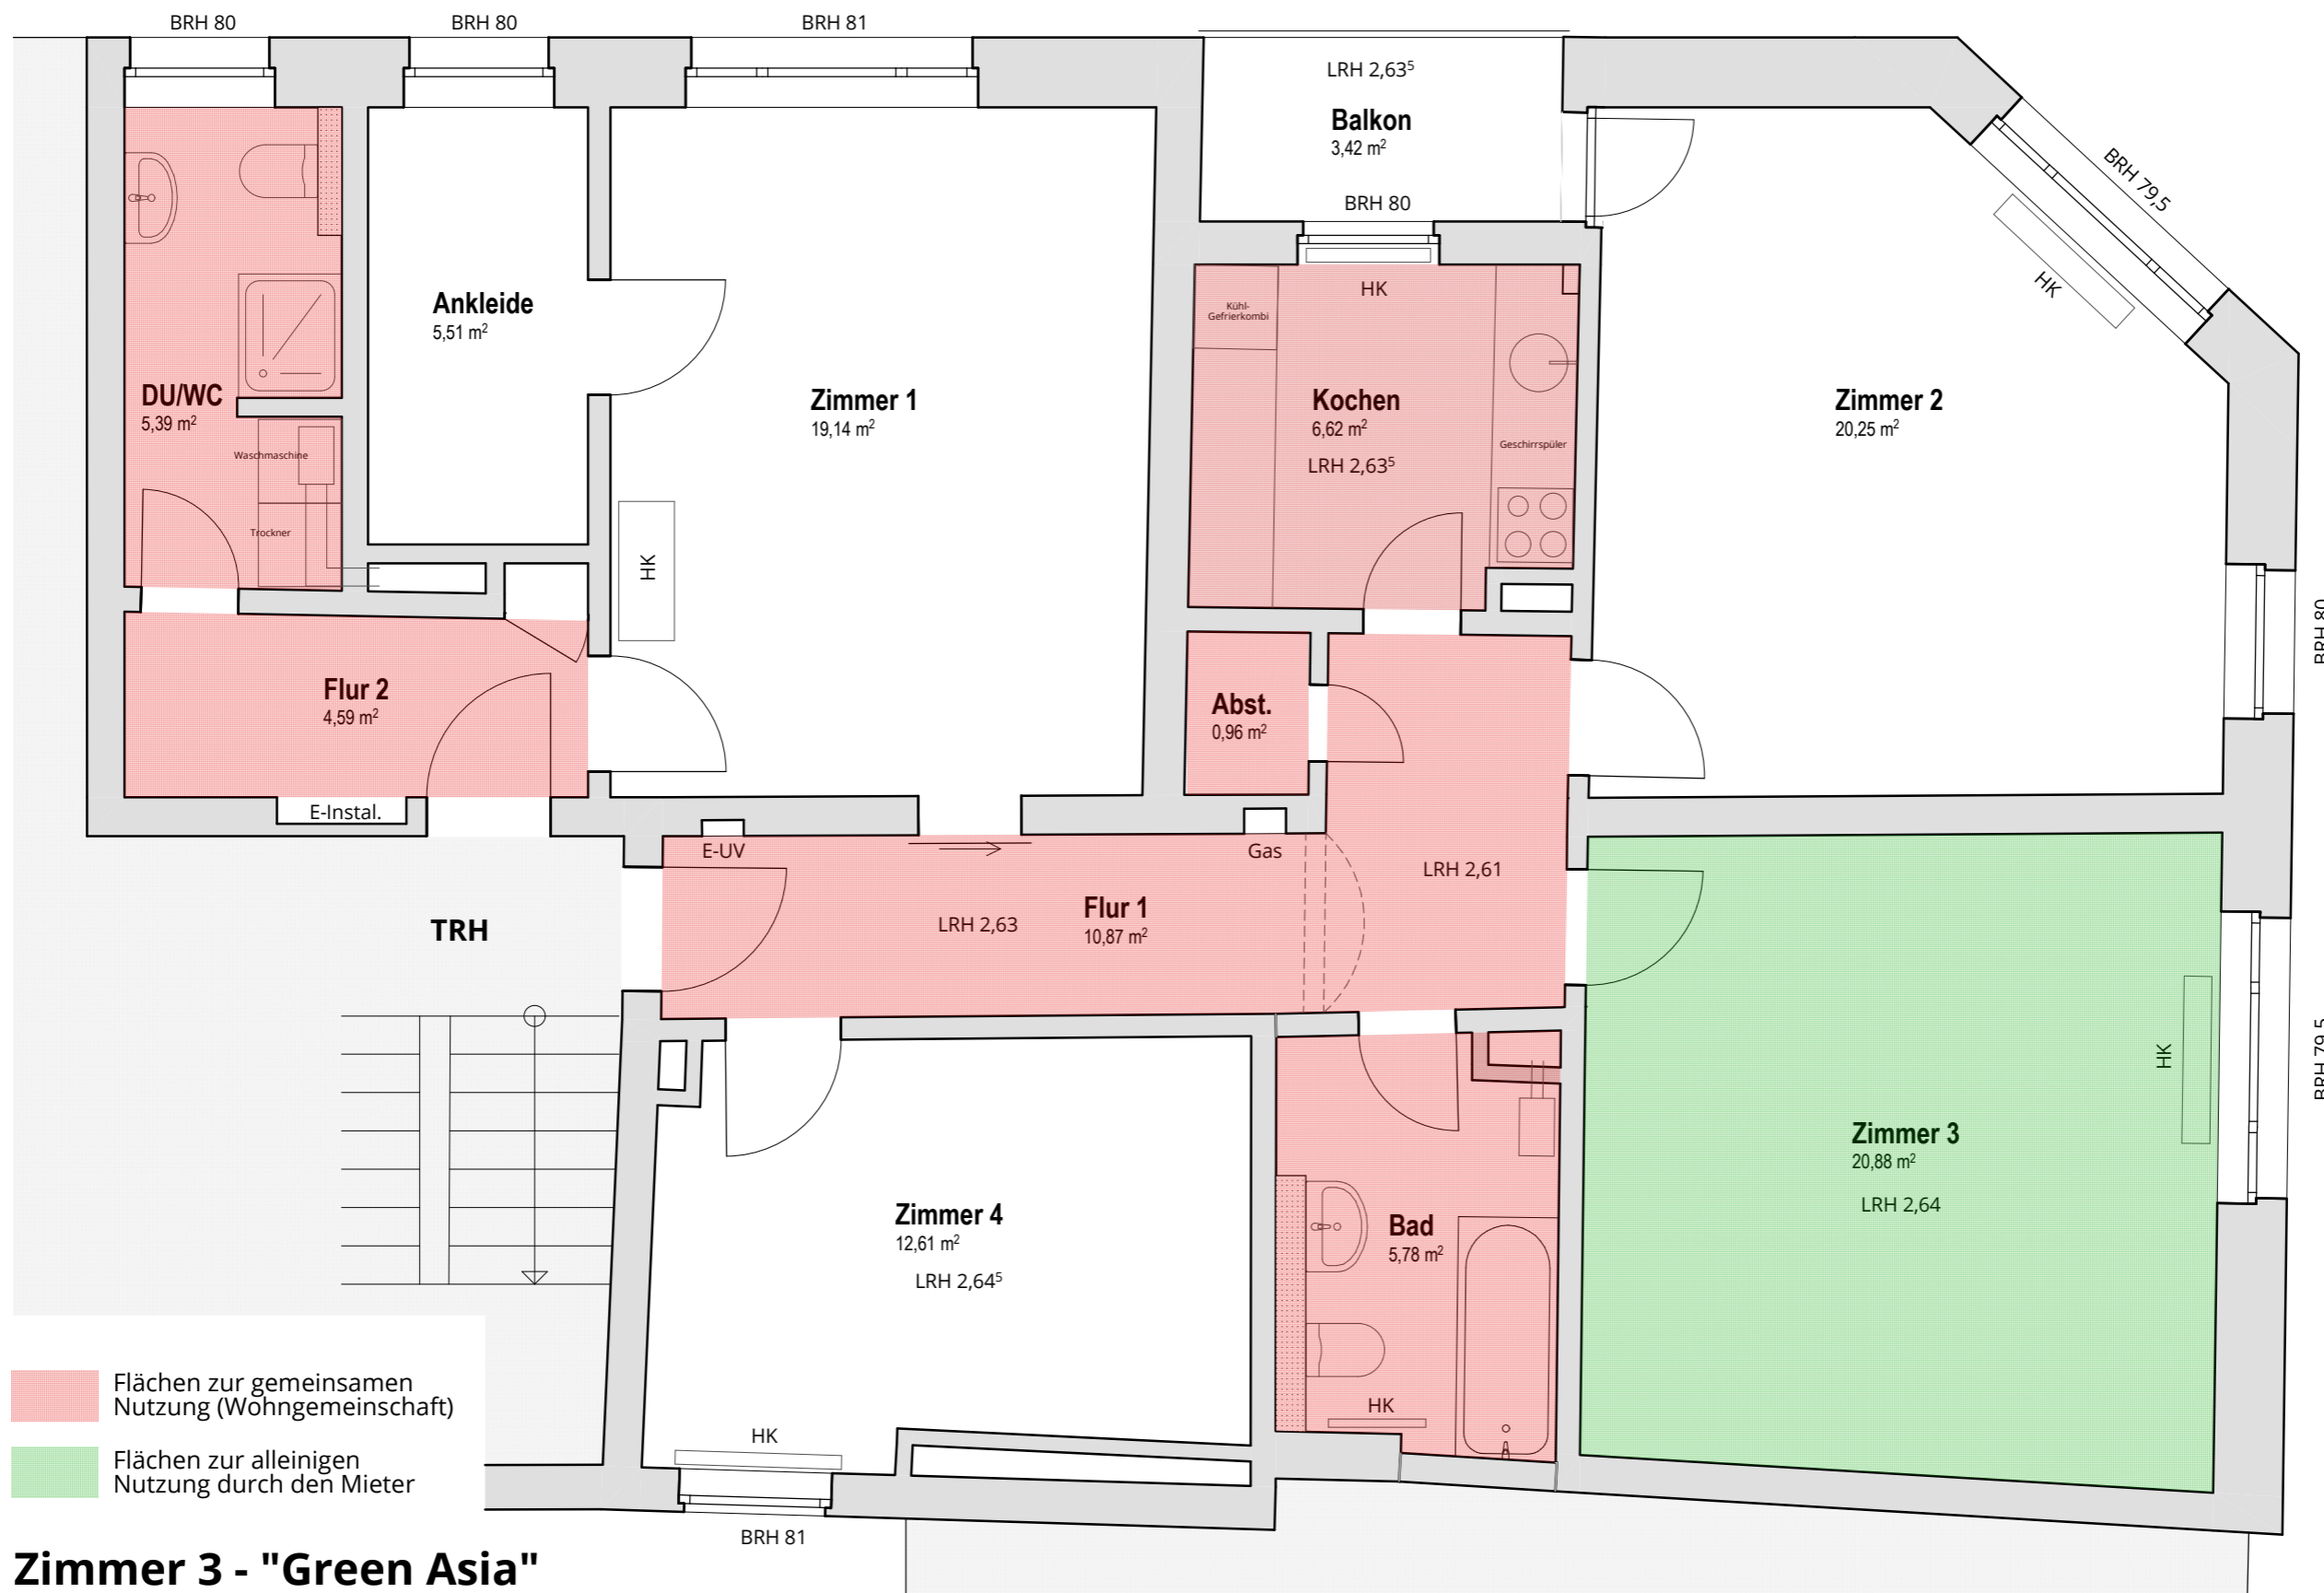 BRH 80
BRH 80
BRH 81
LRH 2,63⁵
Balkon
3,42 m²
BRH 80
BRH 79,5
HK
HK
Kühl-
Gefrierkombi
Ankleide
5,51 m²
DU/WC
5,39 m²
Zimmer 1
19,14 m²
Kochen
6,62 m²
LRH 2,63⁵
Geschirrspüler
Zimmer 2
20,25 m²
Waschmaschine
Trockner
HK
BRH 80
Flur 2
4,59 m²
Abst.
0,96 m²
E-Instal.
E-UV
Gas
LRH 2,61
TRH
LRH 2,63
Flur 1
10,87 m²
HK
BRH 79,5
Zimmer 3
20,88 m²
LRH 2,64
Zimmer 4
12,61 m²
LRH 2,64⁵
Bad
5,78 m²
HK
HK
BRH 81
Flächen zur gemeinsamen
Nutzung (Wohngemeinschaft)
Flächen zur alleinigen
Nutzung durch den Mieter
Zimmer 3 - "Green Asia"